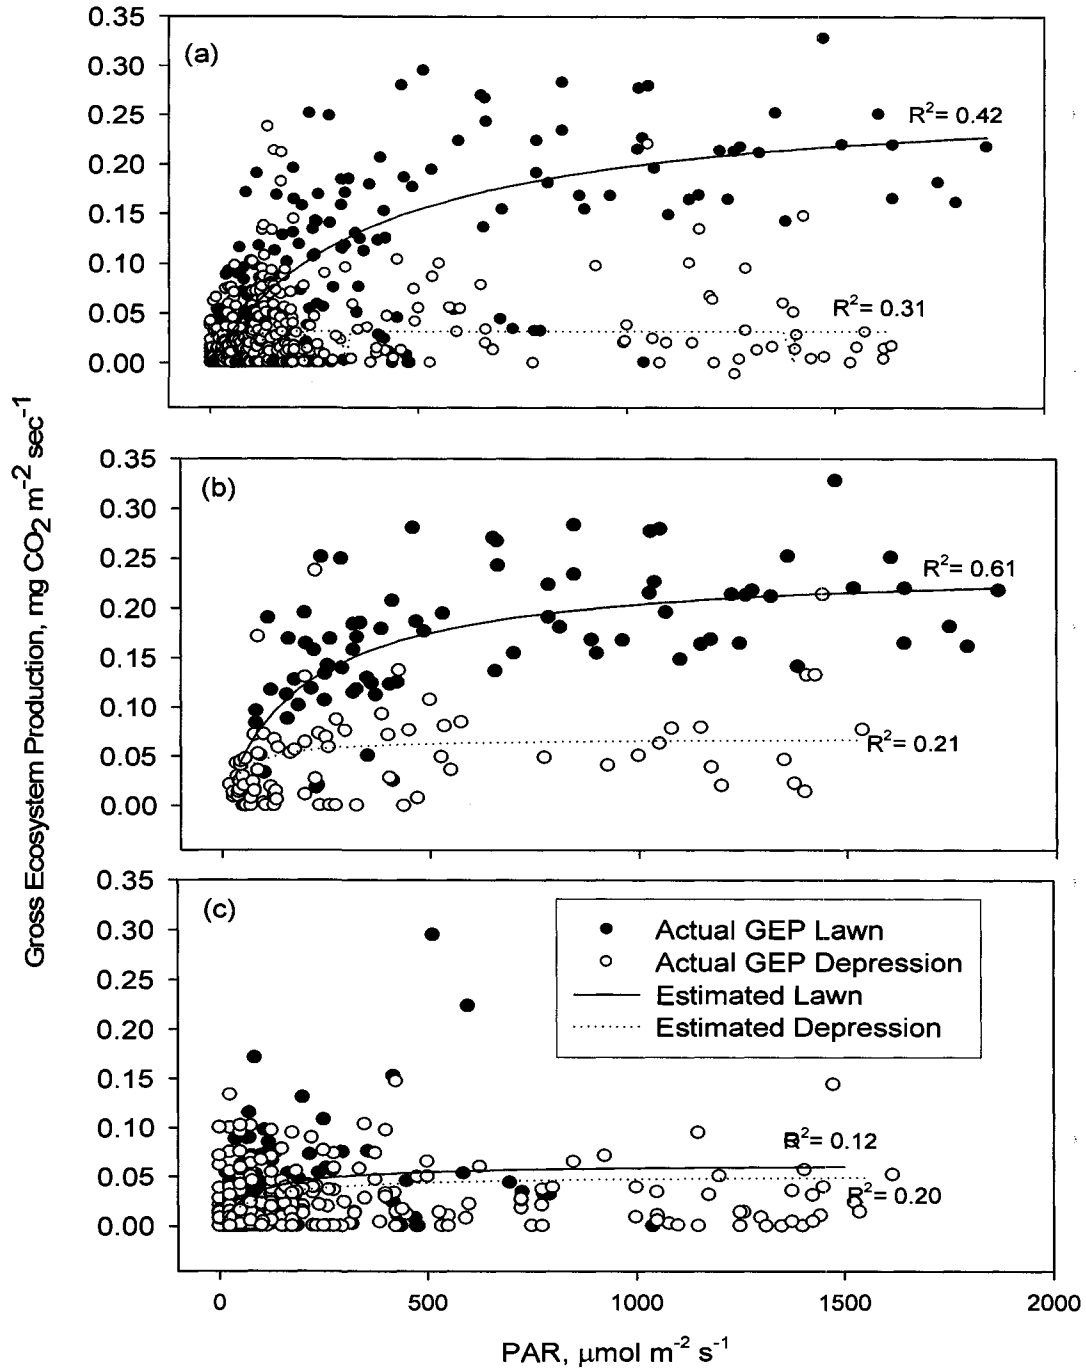 Gross Ecosystem Production, mg CO2 m-2 sec-1
0.35
(a)
0.30
0.25
R2= 0.42
0.20
0.15
0.10
0.05
R2= 0.31
0.00
0.35
(b)
0.30
0.25
R2= 0.61
0.20
0.15
0.10
0.05
R2= 0.21
0.00
0.35
(c)
0.30
Actual GEP Lawn
Actual GEP Depression
0.25
Estimated Lawn
0.20
Estimated Depression
0.15
0.10
R2= 0.12
0.05
R2= 0.20
0.00
0 500 1000 1500 2000
PAR, μmol m-2 s-1